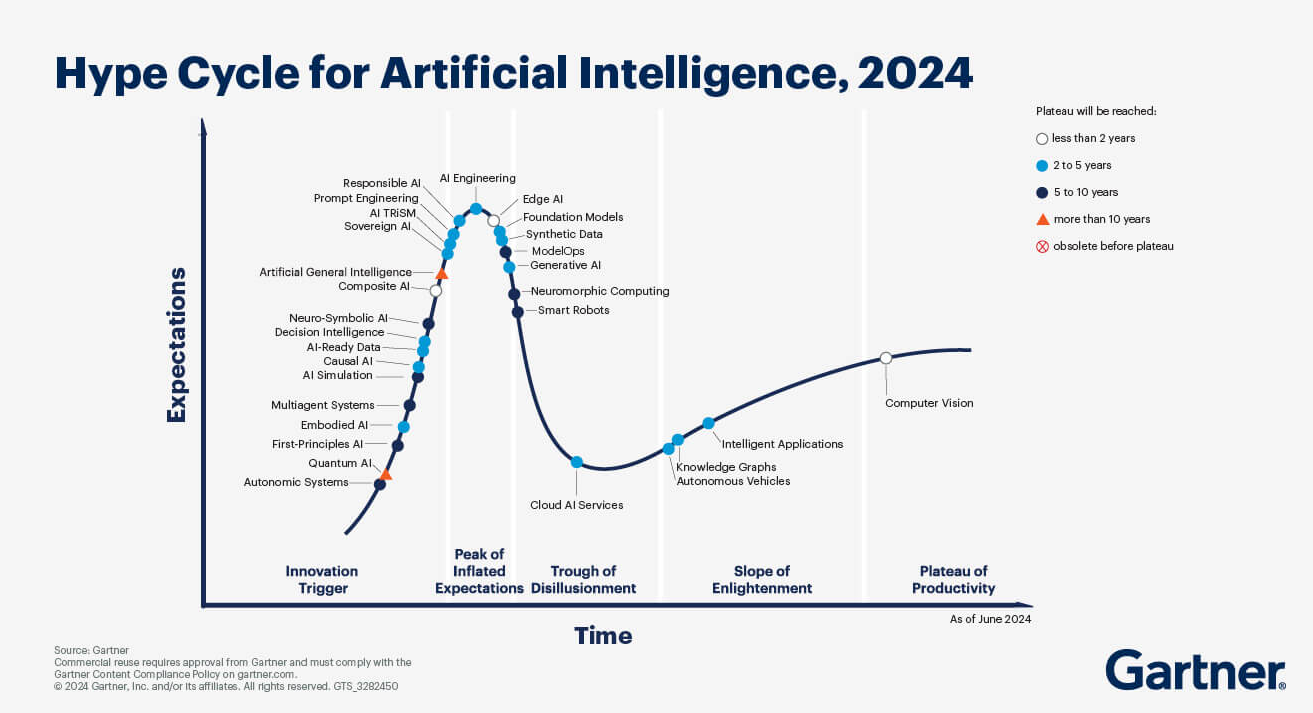 Hype Cycle for Artificial Intelligence, 2024
Plateau will be reached:
less than 2 years
2 to 5 years
5 to 10 years
more than 10 years
obsolete before plateau
Expectations
Responsible AI
Prompt Engineering
AI TRiSM
Sovereign AI
Artificial General Intelligence
Composite AI
Neuro-Symbolic AI
Decision Intelligence
AI-Ready Data
Causal AI
AI Simulation
Multiagent Systems
Embodied AI
First-Principles AI
Quantum AI
Autonomic Systems
AI Engineering
Edge AI
Foundation Models
Synthetic Data
ModelOps
Generative AI
Neuromorphic Computing
Smart Robots
Cloud AI Services
Knowledge Graphs
Autonomous Vehicles
Intelligent Applications
Computer Vision
Innovation
Trigger
Peak of
Inflated
Expectations
Trough of
Disillusionment
Slope of
Enlightenment
Plateau of
Productivity
Time
As of June 2024
Source: Gartner
Commercial reuse requires approval from Gartner and must comply with the
Gartner Content Compliance Policy on gartner.com.
© 2024 Gartner, Inc. and/or its affiliates. All rights reserved. GTS_3282450
Gartner®